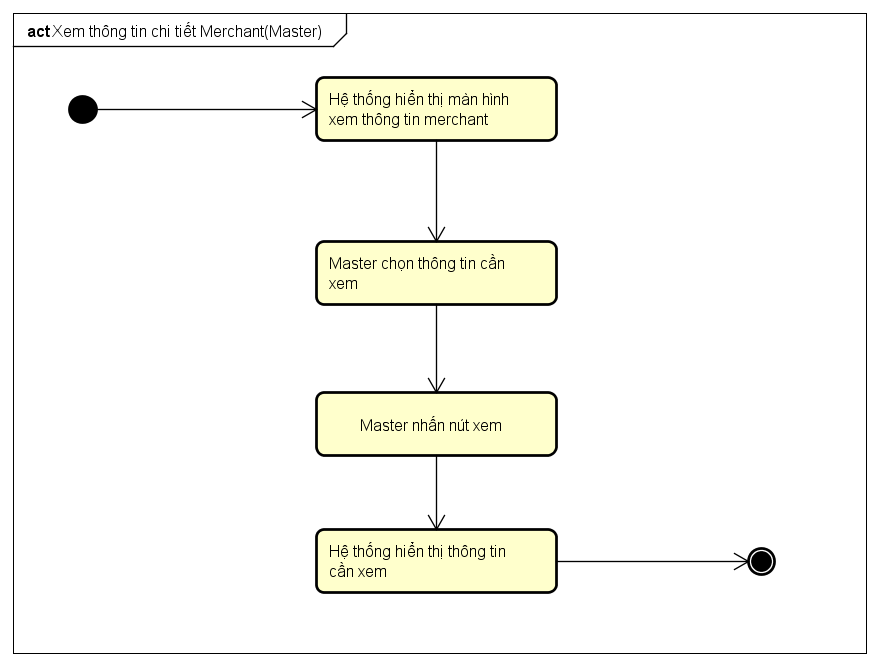 act Xem thông tin chi tiết Merchant(Master)
Hệ thống hiển thị màn hình
xem thông tin merchant
Master chọn thông tin cần
xem
Master nhấn nút xem
Hệ thống hiển thị thông tin
cần xem